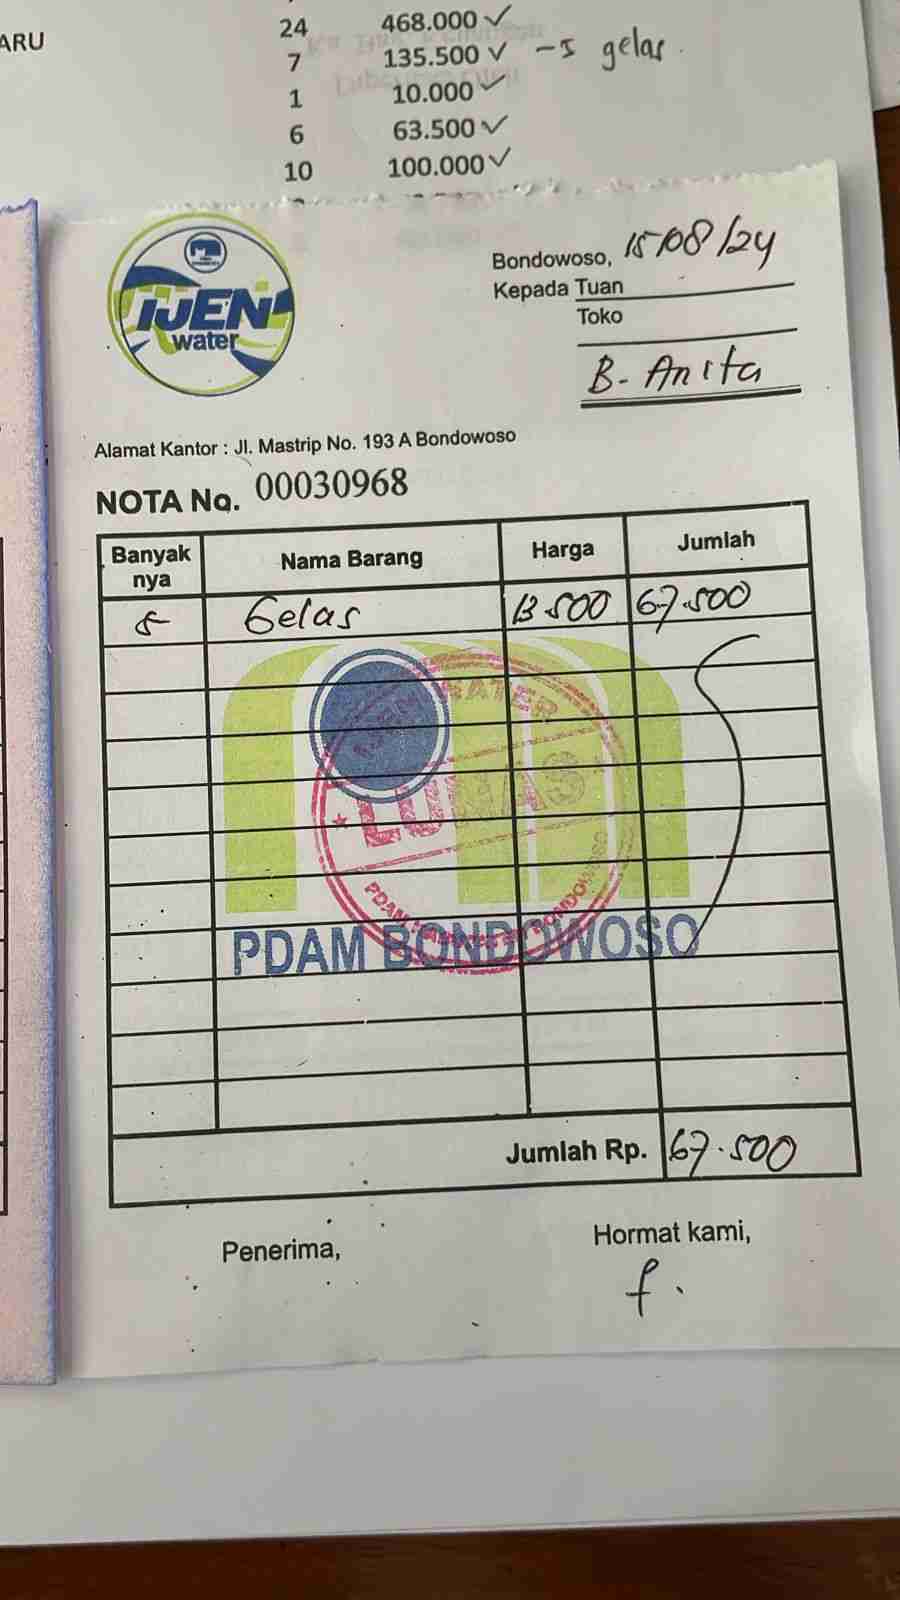 ARU
24 468.000 ✓
7 135.500 ✓ -5 gelas.
1 10.000 ✓
6 63.500 ✓
10 100.000 ✓
IJEN
water
Bondowoso, 15/08/24
Kepada Tuan
Toko
B. Anita
Alamat Kantor : Jl. Mastrip No. 193 A Bondowoso
NOTA No. 00030968
Banyak nya Nama Barang Harga Jumlah
5 Gelas 13.500 67.500
IJEN WATER
LUNAS
BONDOWOSO
PDAM BONDOWOSO
Jumlah Rp. 67.500
Penerima, Hormat kami,
f.